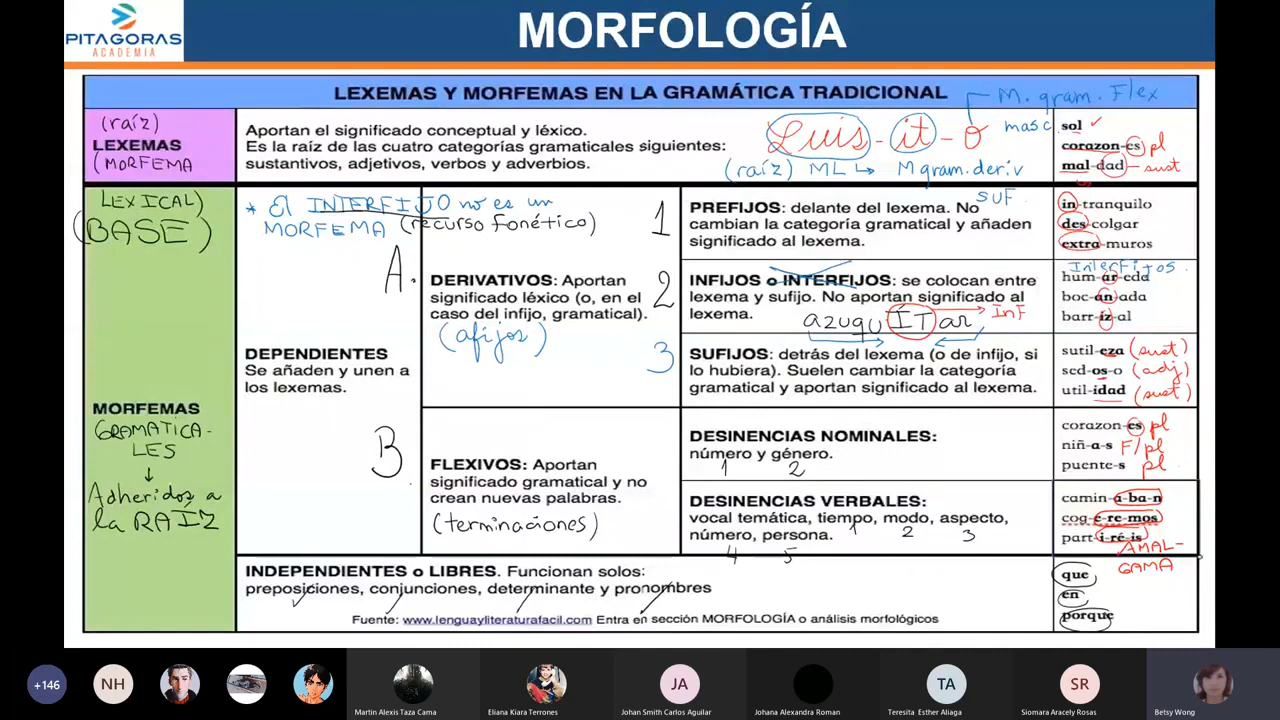 PITAGORAS
ACADEMIA
MORFOLOGÍA
LEXEMAS Y MORFEMAS EN LA GRAMÁTICA TRADICIONAL
M. gram. Flex
masc
(raíz)
LEXEMAS
(MORFEMA
LEXICAL)
(BASE)
Aportan el significado conceptual y léxico.
Es la raíz de las cuatro categorías gramaticales siguientes:
sustantivos, adjetivos, verbos y adverbios.
Luis - it - o
(raíz) ML
M gram. deriv
SUF
sol
corazon-es pl
mal-dad sust
* El INTERFIJO no es un
MORFEMA (recurso fonético)
MORFEMAS
GRAMATICA-
LES
Adheridos a
la RAÍZ
DEPENDIENTES
Se añaden y unen a
los lexemas.
A.
DERIVATIVOS: Aportan
significado léxico (o, en el
caso del infijo, gramatical).
(afijos)
1
PREFIJOS: delante del lexema. No
cambian la categoría gramatical y añaden
significado al lexema.
in-tranquilo
des-colgar
extra-muros
2
INFIJOS o INTERFIJOS: se colocan entre
lexema y sufijo. No aportan significado al
lexema.
azuqu ÍT ar
InF
Interfijos
hum-ar-eda
boc-an-ada
barr-iz-al
3
SUFIJOS: detrás del lexema (o de infijo, si
lo hubiera). Suelen cambiar la categoría
gramatical y aportan significado al lexema.
sutil-eza (sust)
sed-os-o (adj)
util-idad (sust)
B
FLEXIVOS: Aportan
significado gramatical y no
crean nuevas palabras.
(terminaciones)
DESINENCIAS NOMINALES:
número y género.
1 2
corazon-es pl
niñ-a-s F/pl
puente-s pl
DESINENCIAS VERBALES:
vocal temática, tiempo, modo, aspecto,
número, persona.
1 2 3
4 5
camin-a-ba-n
cog-e-re-mos
part-i-ré-is
AMAL-
GAMA
INDEPENDIENTES o LIBRES. Funcionan solos:
preposiciones, conjunciones, determinante y pronombres
Fuente: www.lenguayliteraturafacil.com Entra en sección MORFOLOGÍA o análisis morfológicos
que
en
porque
+146
NH
JA
TA
SR
Martin Alexis Taza Cama
Eliana Kiara Terrones
Johan Smith Carlos Aguilar
Johana Alexandra Roman
Teresita Esther Aliaga
Siomara Aracely Rosas
Betsy Wong